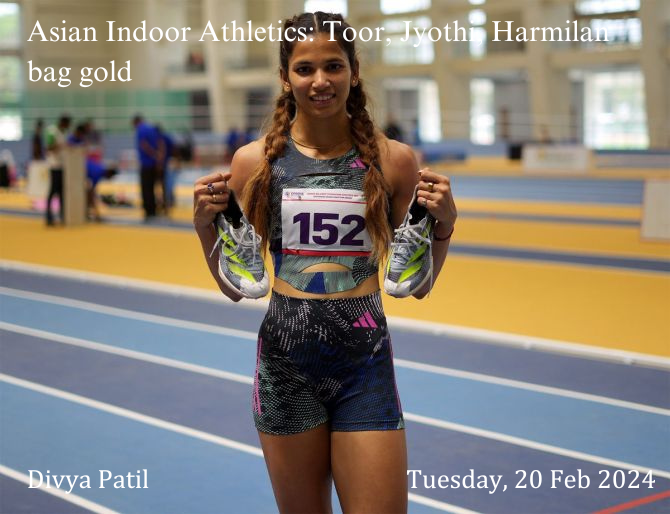 Asian Indoor Athletics: Toor, Jyothi, Harmilan
bag gold
152
Divya Patil
Tuesday, 20 Feb 2024